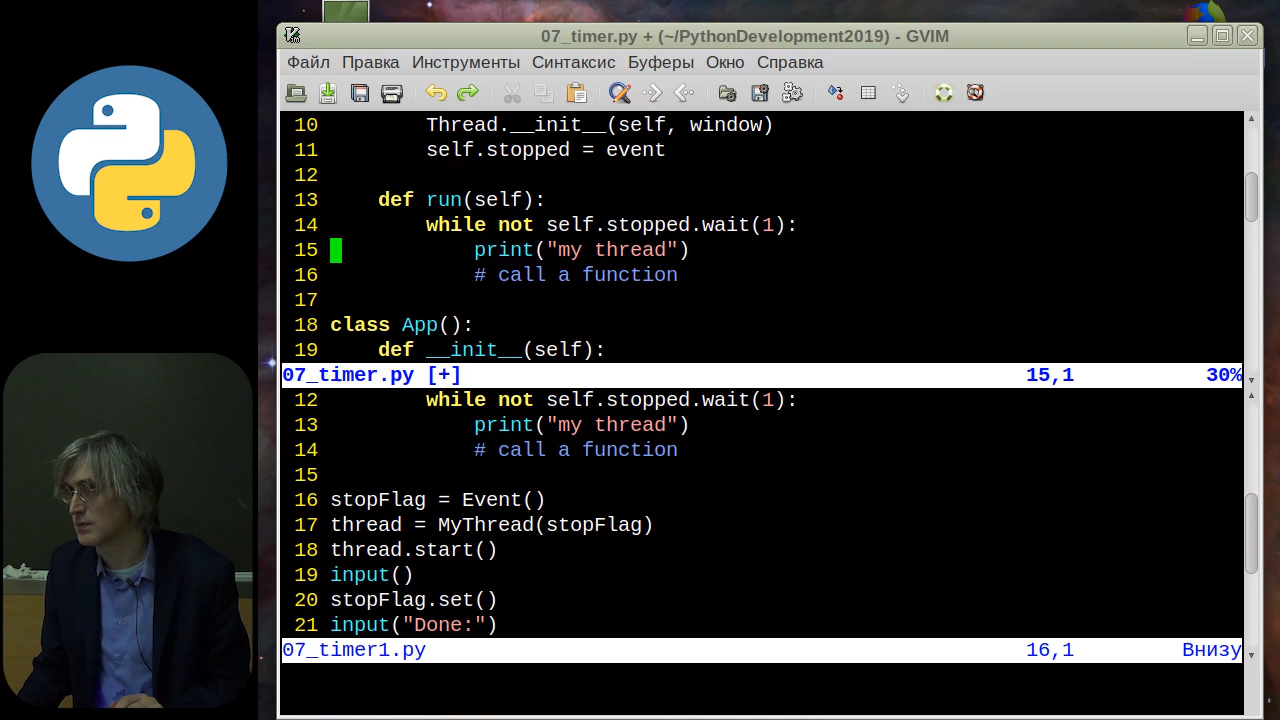 07_timer.py + (~/PythonDevelopment2019) - GVIM
Файл Правка Инструменты Синтаксис Буферы Окно Справка
10         Thread.__init__(self, window)
11         self.stopped = event
12
13     def run(self):
14         while not self.stopped.wait(1):
15             print("my thread")
16             # call a function
17
18 class App():
19     def __init__(self):
07_timer.py [+] 15,1 30%
12         while not self.stopped.wait(1):
13             print("my thread")
14             # call a function
15
16 stopFlag = Event()
17 thread = MyThread(stopFlag)
18 thread.start()
19 input()
20 stopFlag.set()
21 input("Done:")
07_timer1.py 16,1 Внизу